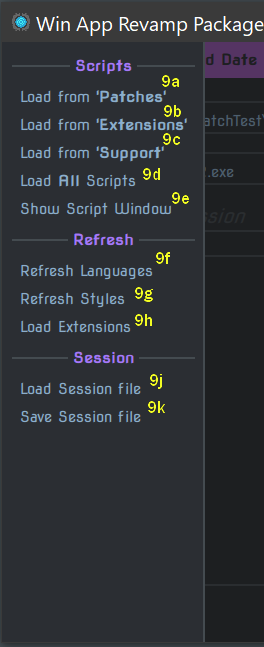 Win App Revamp Package
Scripts
d Date
9a
Load from 'Patches'
9b
Load from 'Extensions'
atchTest
9c
Load from 'Support'
9d
Load All Scripts
.exe
9e
Show Script Window
ssion
Refresh
9f
Refresh Languages
9g
Refresh Styles
9h
Load Extensions
Session
9j
Load Session file
9k
Save Session file